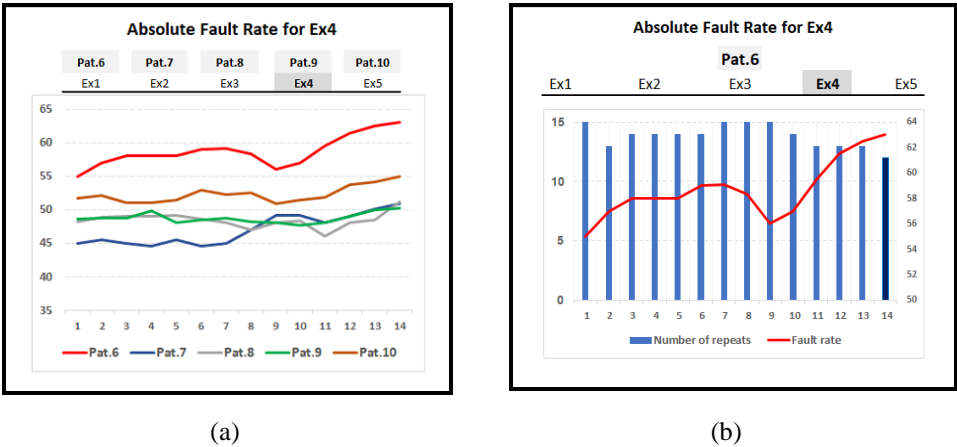 Absolute Fault Rate for Ex4
Pat.6 Pat.7 Pat.8 Pat.9 Pat.10
Ex1 Ex2 Ex3 Ex4 Ex5
65
60
55
50
45
40
35
1 2 3 4 5 6 7 8 9 10 11 12 13 14
Pat.6 Pat.7 Pat.8 Pat.9 Pat.10
(a)
Absolute Fault Rate for Ex4
Pat.6
Ex1 Ex2 Ex3 Ex4 Ex5
15 64
62
10 60
58
5 56
54
52
0 50
1 2 3 4 5 6 7 8 9 10 11 12 13 14
Number of repeats Fault rate
(b)